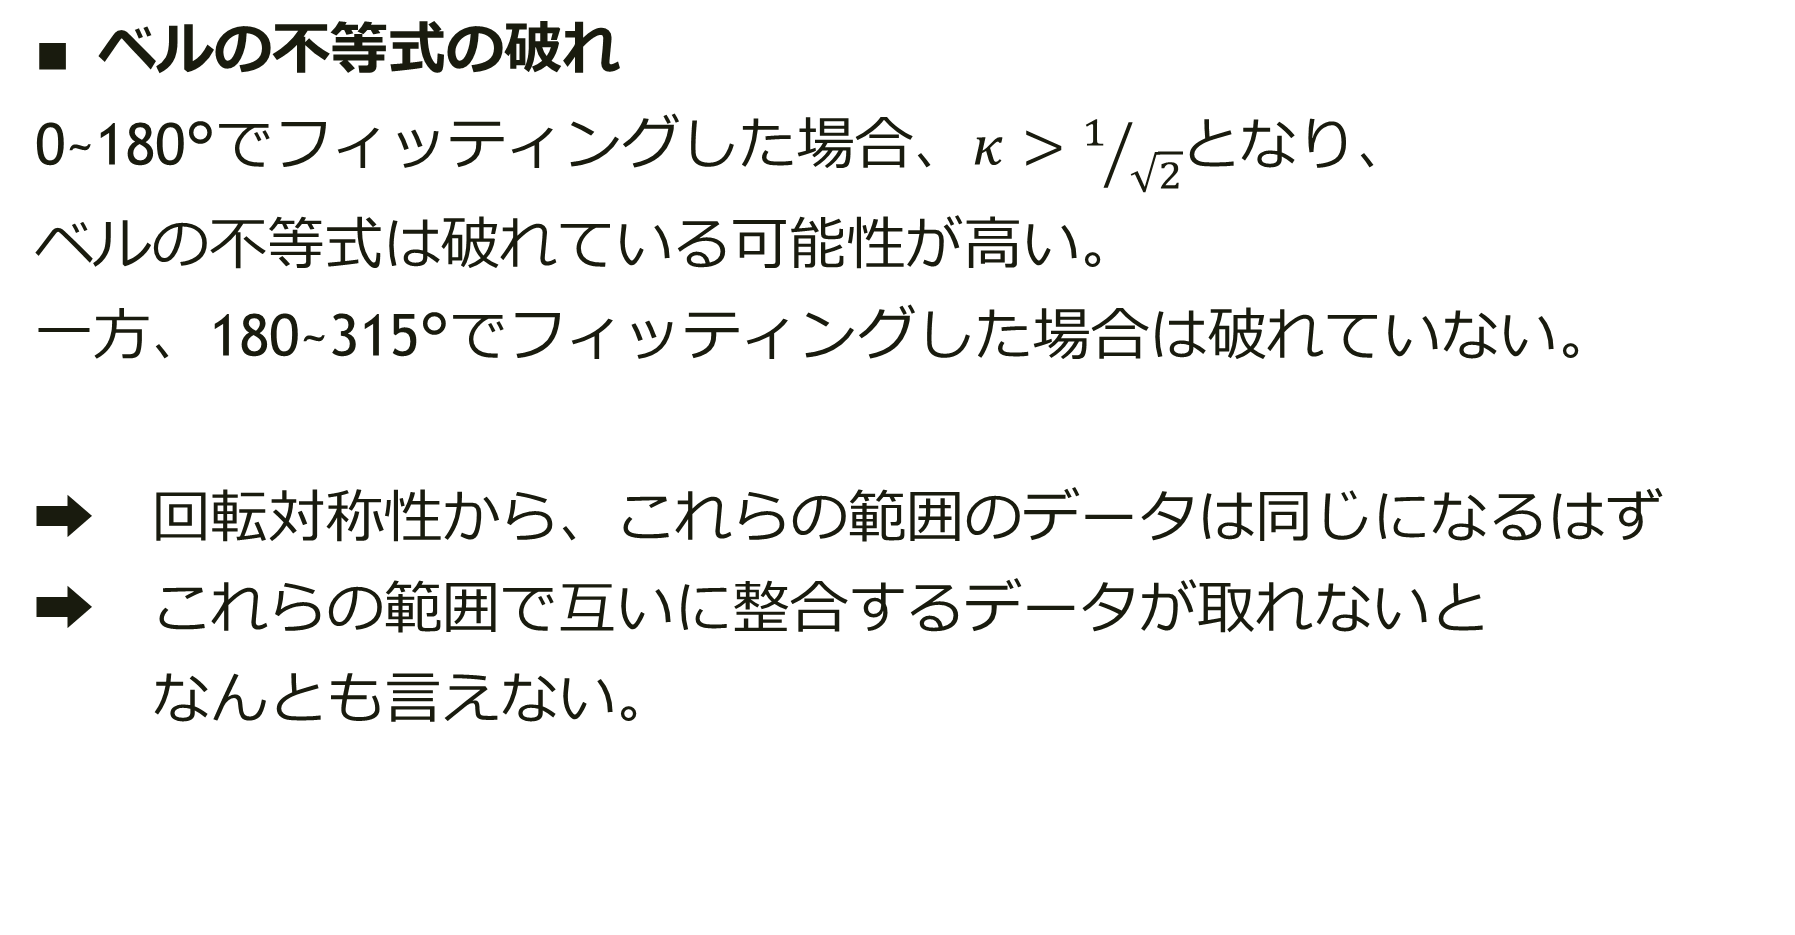 ■ ベルの不等式の破れ
0~180°でフィッティングした場合、κ > 1/√2となり、
ベルの不等式は破れている可能性が高い。
一方、180~315°でフィッティングした場合は破れていない。
➡ 回転対称性から、これらの範囲のデータは同じになるはず
➡ これらの範囲で互いに整合するデータが取れないと
なんとも言えない。